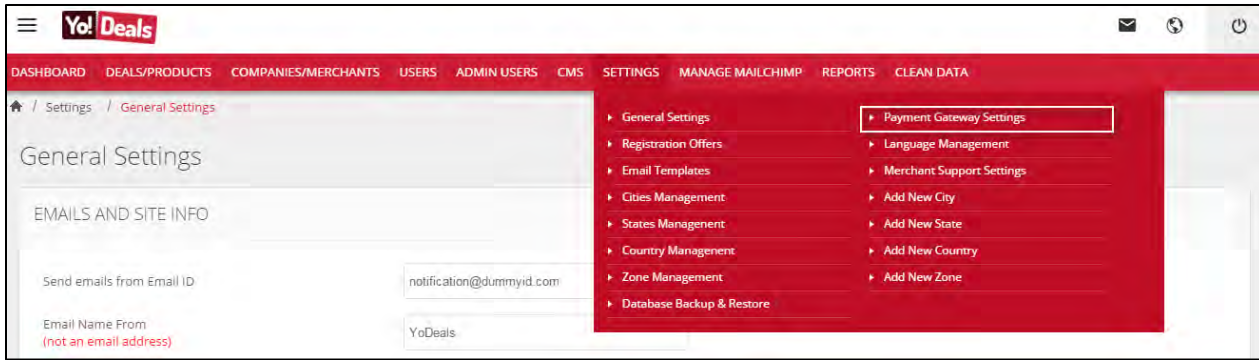 Yo! Deals
DASHBOARD DEALS/PRODUCTS COMPANIES/MERCHANTS USERS ADMIN USERS CMS SETTINGS MANAGE MAILCHIMP REPORTS CLEAN DATA
/ Settings / General Settings
General Settings
EMAILS AND SITE INFO
Send emails from Email ID
notification@dummyid.com
Email Name From
(not an email address)
YoDeals
General Settings
Registration Offers
Email Templates
Cities Management
States Management
Country Managenent
Zone Management
Database Backup & Restore
Payment Gateway Settings
Language Management
Merchant Support Settings
Add New City
Add New State
Add New Country
Add New Zone